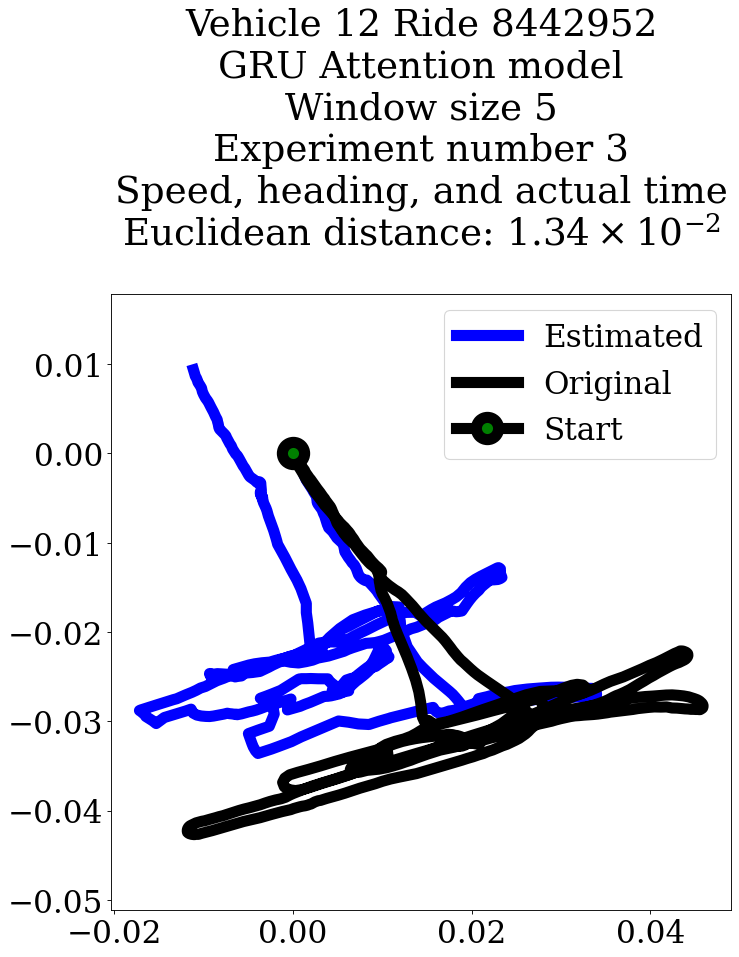 Vehicle 12 Ride 8442952
GRU Attention model
Window size 5
Experiment number 3
Speed, heading, and actual time
Euclidean distance: 1.34 × 10⁻²
Estimated
Original
Start
0.01
0.00
−0.01
−0.02
−0.03
−0.04
−0.05
−0.02 0.00 0.02 0.04